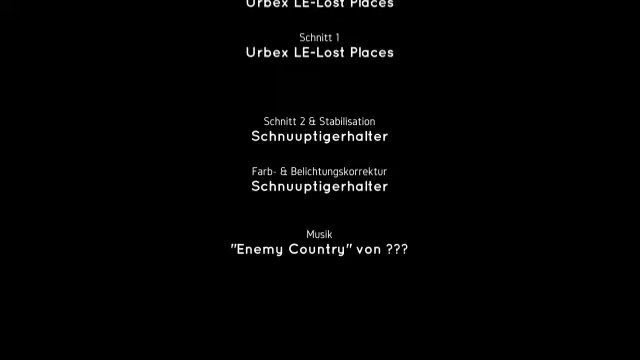 Urbex LE-Lost Places
Schnitt 1
Urbex LE-Lost Places
Schnitt 2 & Stabilisation
Schnuuptigerhalter
Farb- & Belichtungskorrektur
Schnuuptigerhalter
Musik
"Enemy Country" von ???